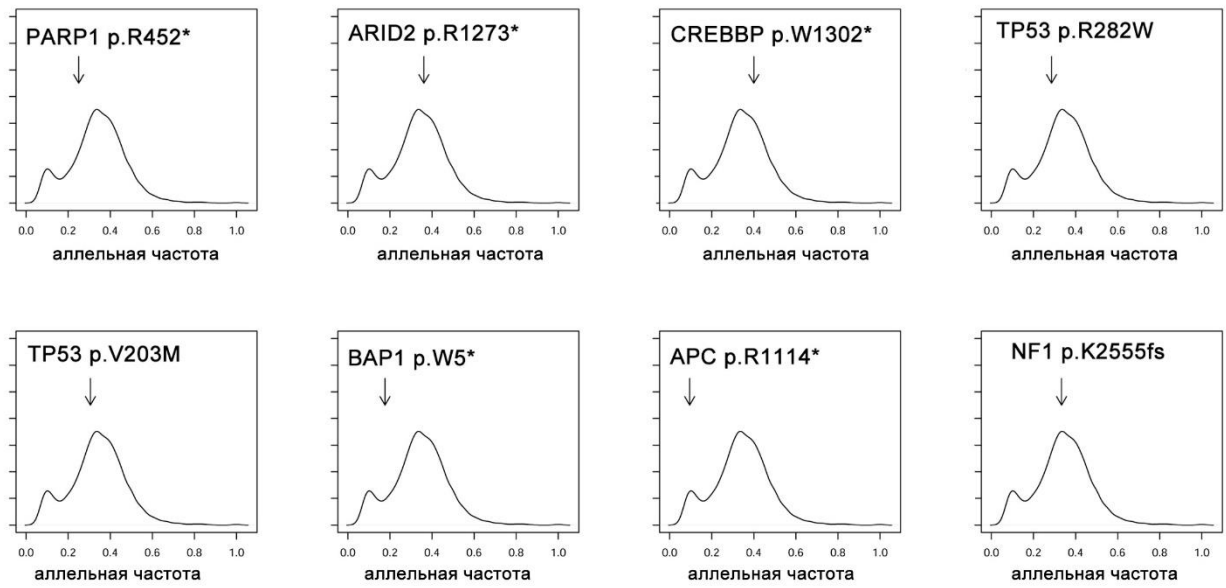 PARP1 p.R452*
ARID2 p.R1273*
CREBBP p.W1302*
TP53 p.R282W
0.0 0.2 0.4 0.6 0.8 1.0
0.0 0.2 0.4 0.6 0.8 1.0
0.0 0.2 0.4 0.6 0.8 1.0
0.0 0.2 0.4 0.6 0.8 1.0
аллельная частота
аллельная частота
аллельная частота
аллельная частота
TP53 p.V203M
BAP1 p.W5*
APC p.R1114*
NF1 p.K2555fs
0.0 0.2 0.4 0.6 0.8 1.0
0.0 0.2 0.4 0.6 0.8 1.0
0.0 0.2 0.4 0.6 0.8 1.0
0.0 0.2 0.4 0.6 0.8 1.0
аллельная частота
аллельная частота
аллельная частота
аллельная частота